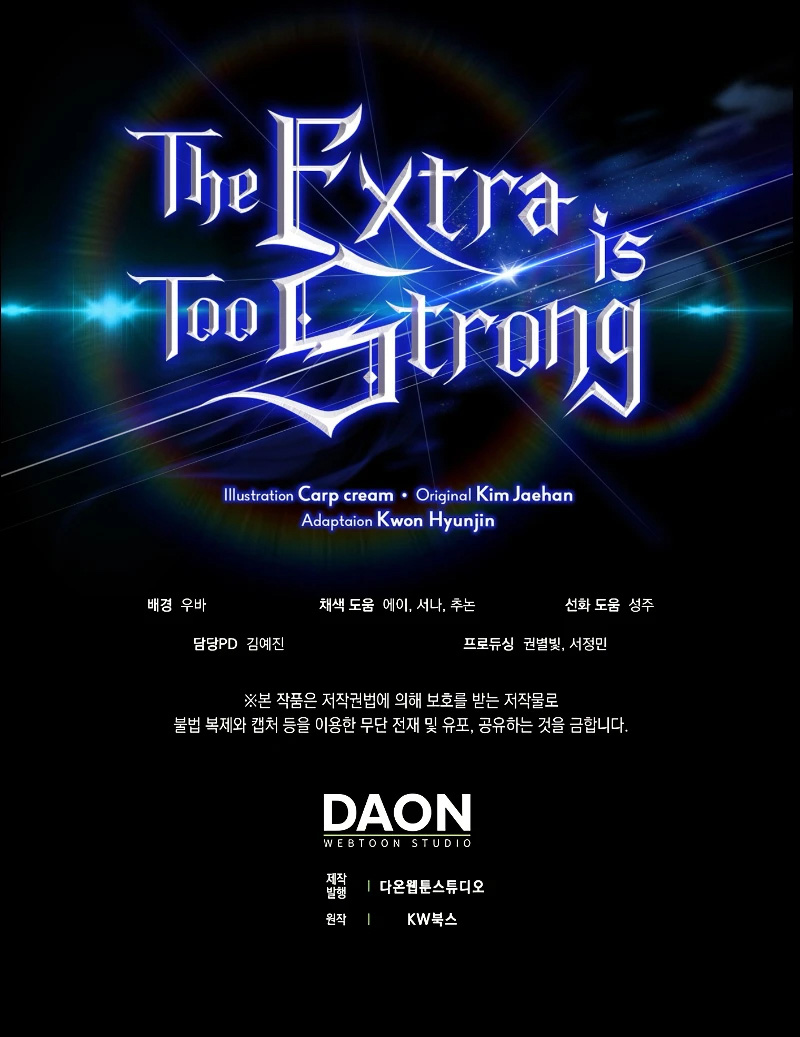 The Extra is
Too Strong
Illustration Carp cream • Original Kim Jaehan
Adaptaion Kwon Hyunjin
배경 우바 채색 도움 에이, 서나, 추논 선화 도움 성주
담당PD 김예진 프로듀싱 권별빛, 서정민
※본 작품은 저작권법에 의해 보호를 받는 저작물로
불법 복제와 캡처 등을 이용한 무단 전재 및 유포, 공유하는 것을 금합니다.
DAON
WEBTOON STUDIO
제작
발행 | 다온웹툰스튜디오
원작 | KW북스